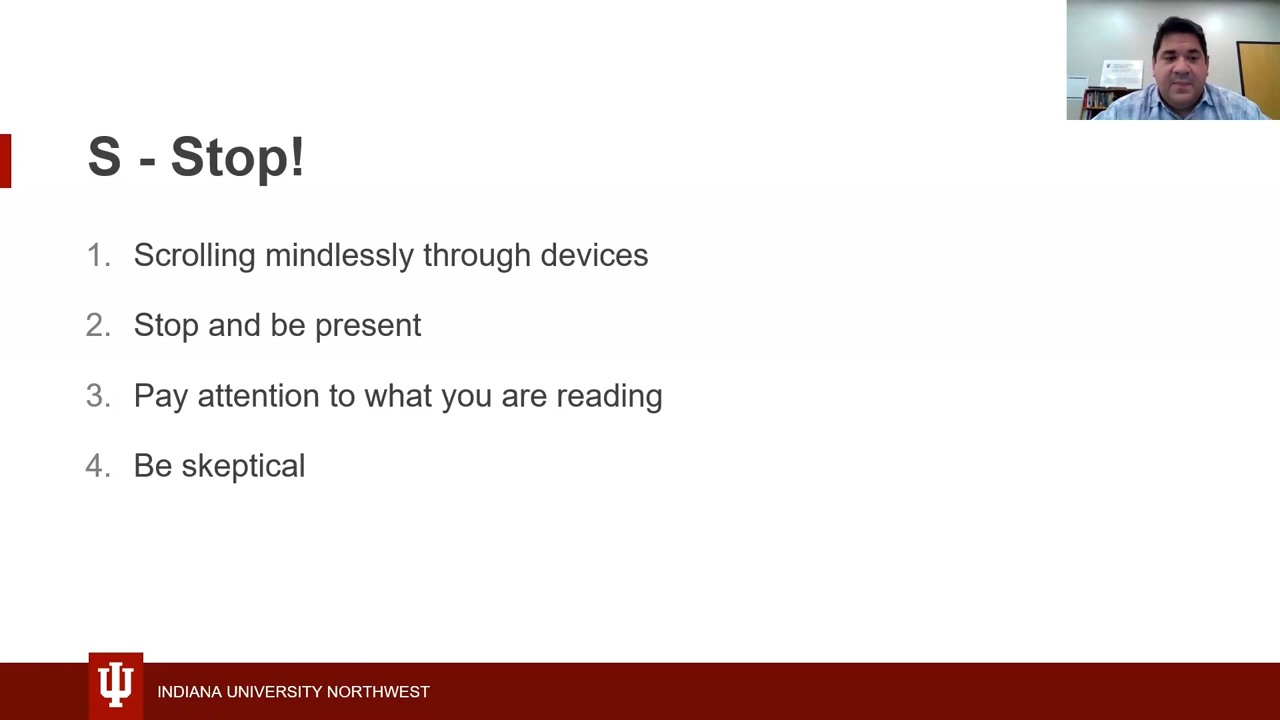 S - Stop!
1. Scrolling mindlessly through devices
2. Stop and be present
3. Pay attention to what you are reading
4. Be skeptical
INDIANA UNIVERSITY NORTHWEST